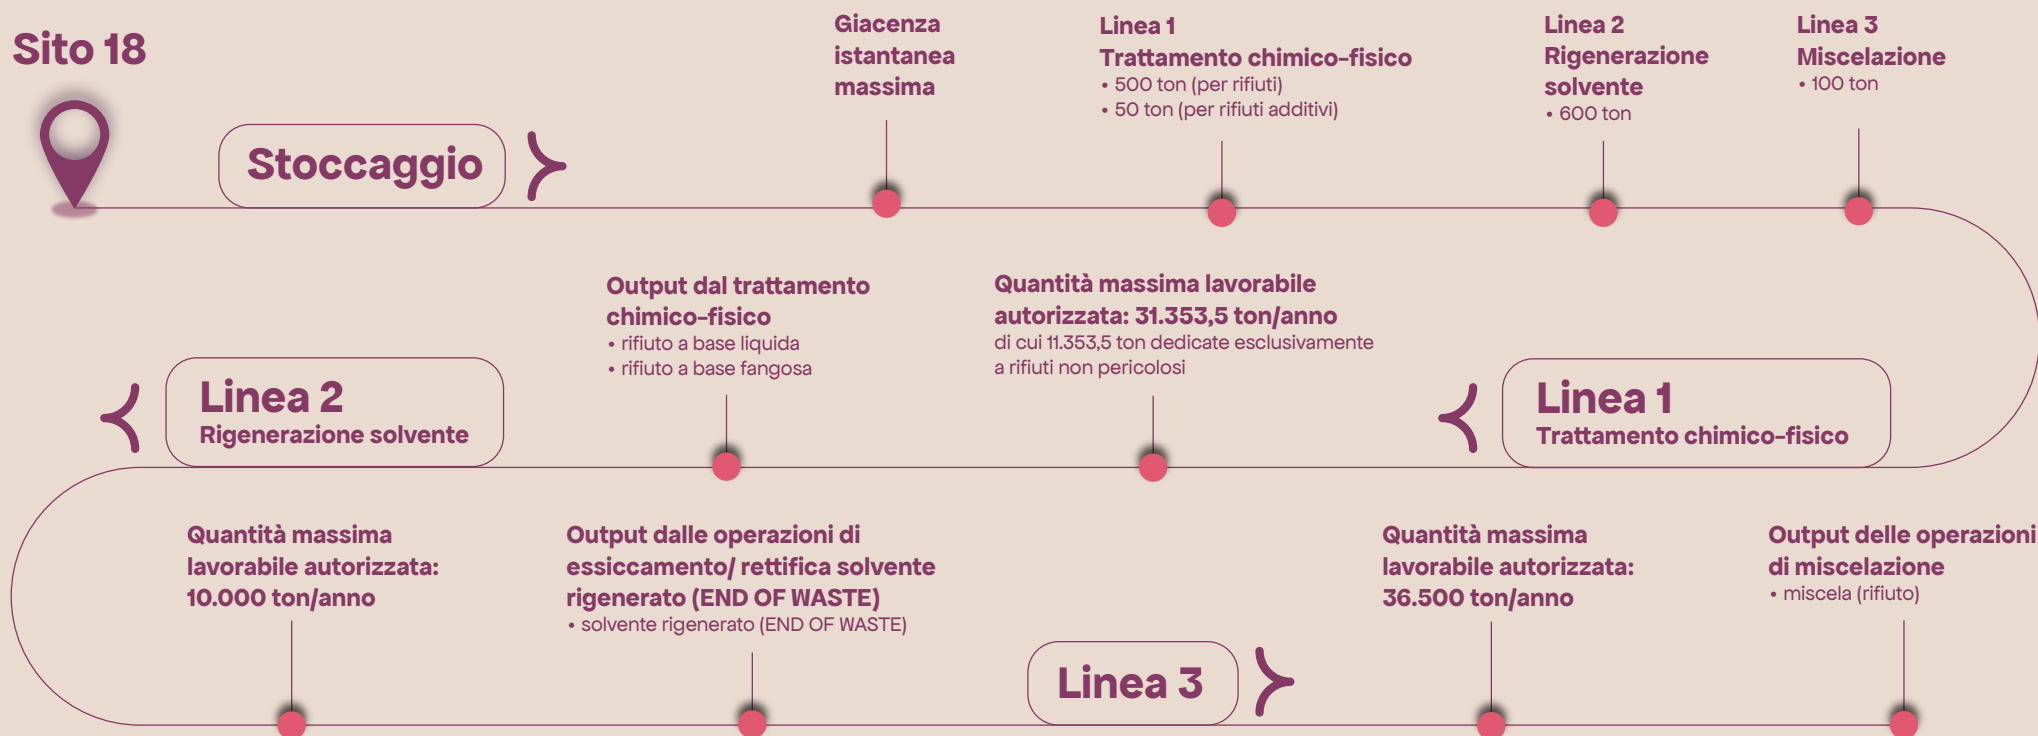 Sito 18
Stoccaggio
Giacenza
istantanea
massima
Linea 1
Trattamento chimico-fisico
• 500 ton (per rifiuti)
• 50 ton (per rifiuti additivi)
Linea 2
Rigenerazione
solvente
• 600 ton
Linea 3
Miscelazione
• 100 ton
Linea 1
Trattamento chimico-fisico
Quantità massima lavorabile
autorizzata: 31.353,5 ton/anno
di cui 11.353,5 ton dedicate esclusivamente
a rifiuti non pericolosi
Output dal trattamento
chimico-fisico
• rifiuto a base liquida
• rifiuto a base fangosa
Linea 2
Rigenerazione solvente
Quantità massima
lavorabile autorizzata:
10.000 ton/anno
Output dalle operazioni di
essiccamento/ rettifica solvente
rigenerato (END OF WASTE)
• solvente rigenerato (END OF WASTE)
Linea 3
Quantità massima
lavorabile autorizzata:
36.500 ton/anno
Output delle operazioni
di miscelazione
• miscela (rifiuto)